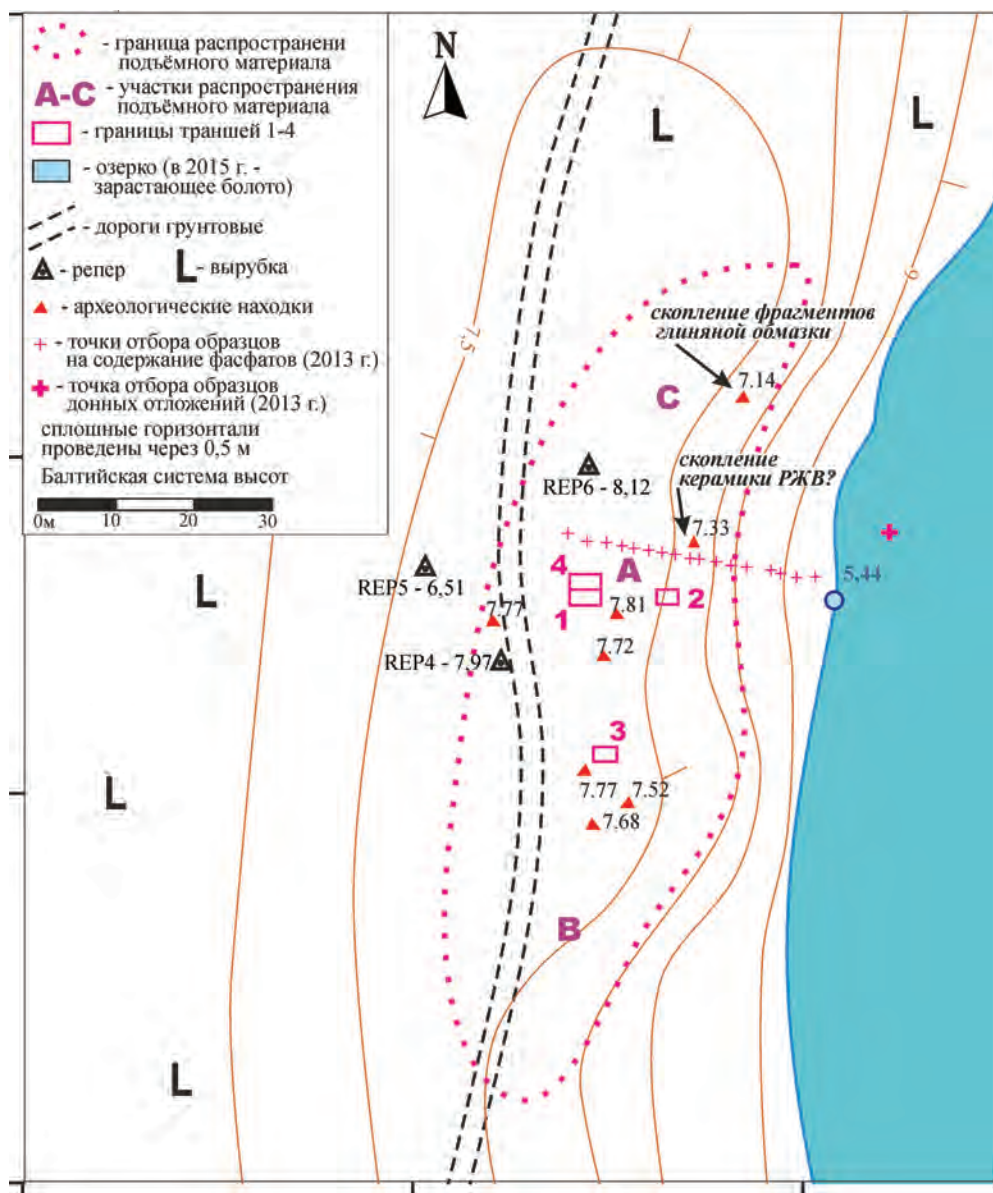 - граница распространени
подъёмного материала
A-C - участки распространения
подъёмного материала
- границы траншей 1-4
- озерко (в 2015 г. -
зарастающее болото)
- дороги грунтовые
- репер L - вырубка
- археологические находки
- точки отбора образцов
на содержание фасфатов (2013 г.)
- точка отбора образцов
донных отложений (2013 г.)
сплошные горизонтали
проведены через 0,5 м
Балтийская система высот
0м 10 20 30
N
L
L
6
7,5
скопление фрагментов
глиняной обмазки
7.14
C
скопление
керамики РЖВ?
REP6 - 8,12
7.33
4
A
5,44
REP5 - 6,51
L
1
2
7.77
7.81
7.72
REP4 - 7,97
3
L
7.77
7.52
7.68
B
L